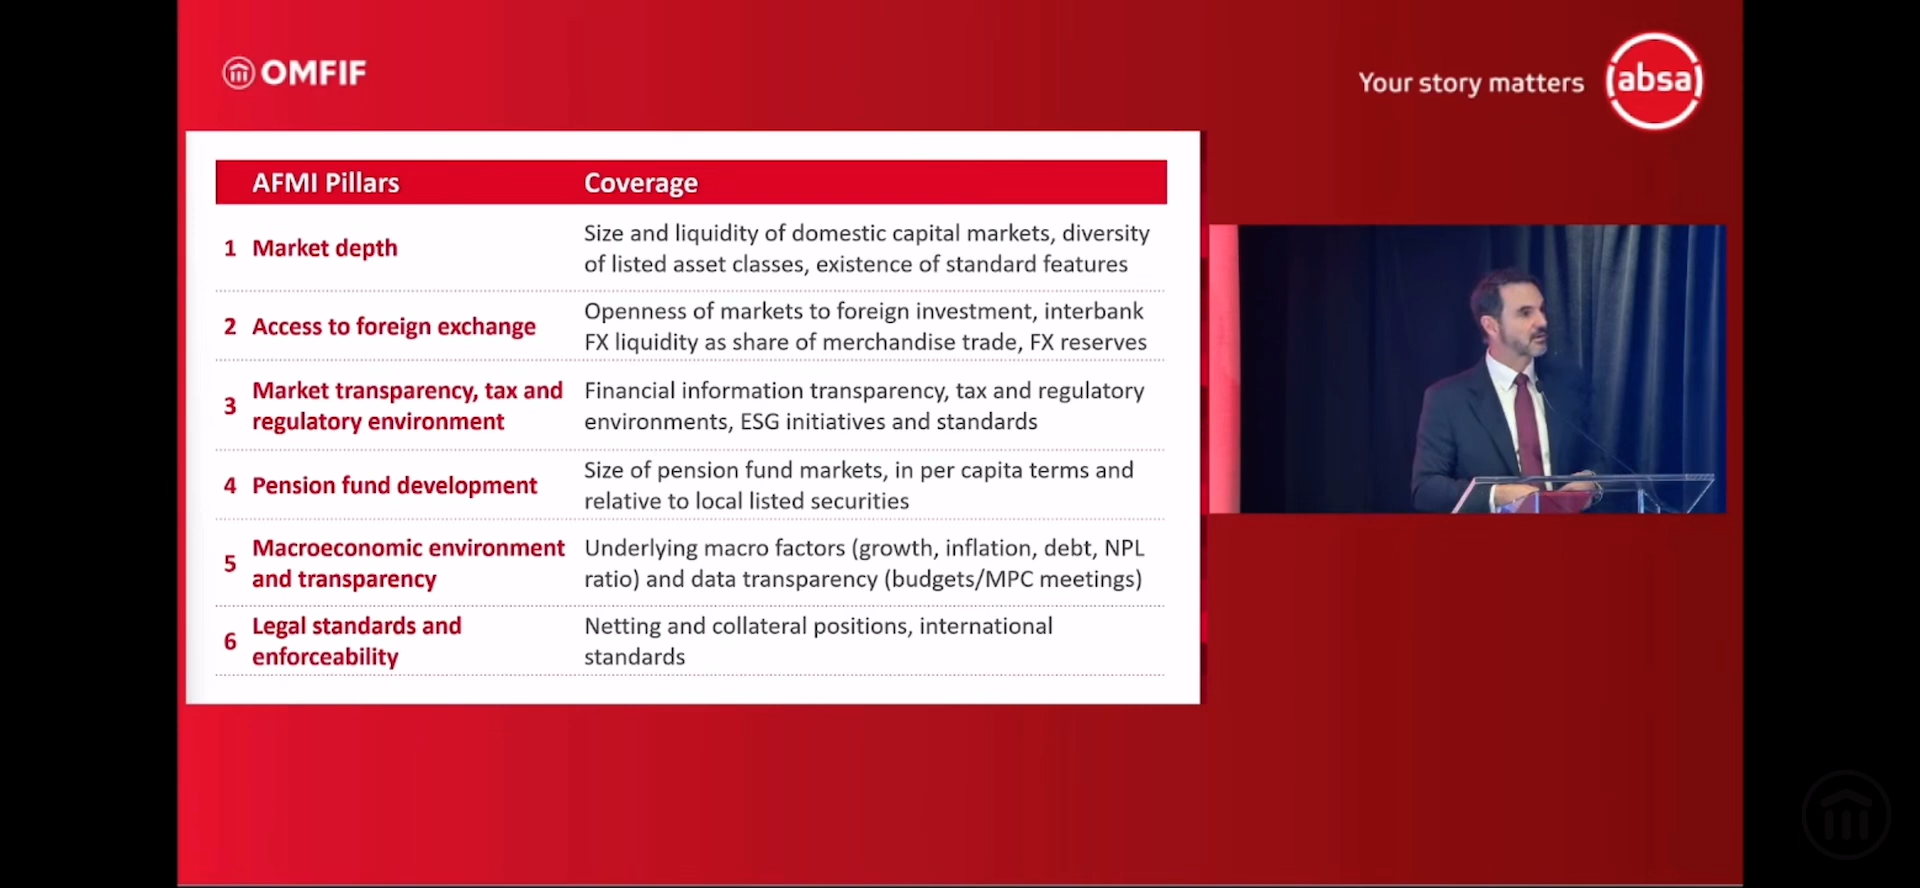 OMFIF
Your story matters
absa
AFMI Pillars Coverage
1 Market depth
Size and liquidity of domestic capital markets, diversity
of listed asset classes, existence of standard features
2 Access to foreign exchange
Openness of markets to foreign investment, interbank
FX liquidity as share of merchandise trade, FX reserves
3 Market transparency, tax and
regulatory environment
Financial information transparency, tax and regulatory
environments, ESG initiatives and standards
4 Pension fund development
Size of pension fund markets, in per capita terms and
relative to local listed securities
5 Macroeconomic environment
and transparency
Underlying macro factors (growth, inflation, debt, NPL
ratio) and data transparency (budgets/MPC meetings)
6 Legal standards and
enforceability
Netting and collateral positions, international
standards